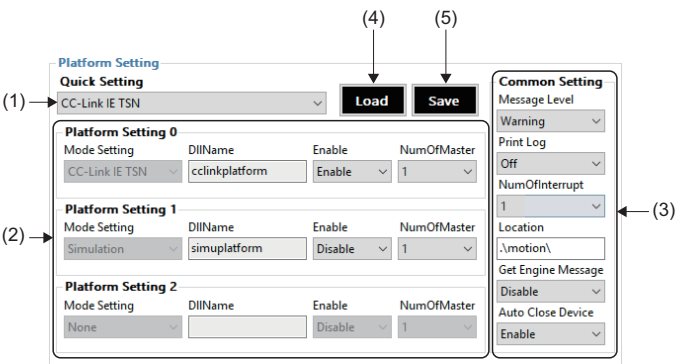 (4) (5)
Platform Setting
Quick Setting
(1) CC-Link IE TSN Load Save
Platform Setting 0
Mode Setting DllName Enable NumOfMaster
CC-Link IE TSN cclinkplatform Enable 1
Platform Setting 1
Mode Setting DllName Enable NumOfMaster
(2) Simulation simuplatform Disable 1
Platform Setting 2
Mode Setting DllName Enable NumOfMaster
None Disable 1
Common Setting
Message Level
Warning
Print Log
Off
NumOfInterrupt
1 (3)
Location
.\motion\
Get Engine Message
Disable
Auto Close Device
Enable